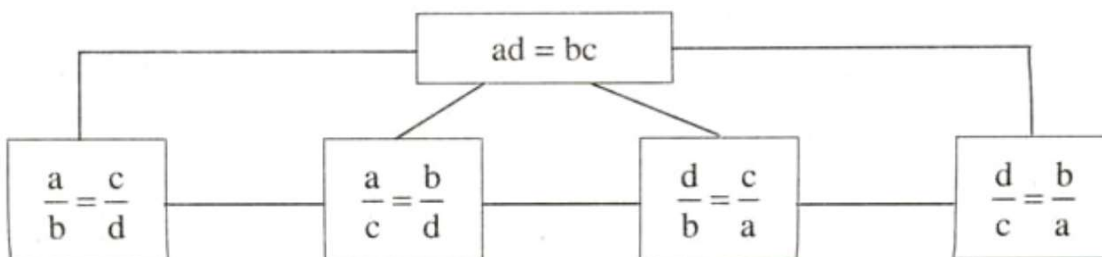 ad = bc
a/b = c/d a/c = b/d d/b = c/a d/c = b/a